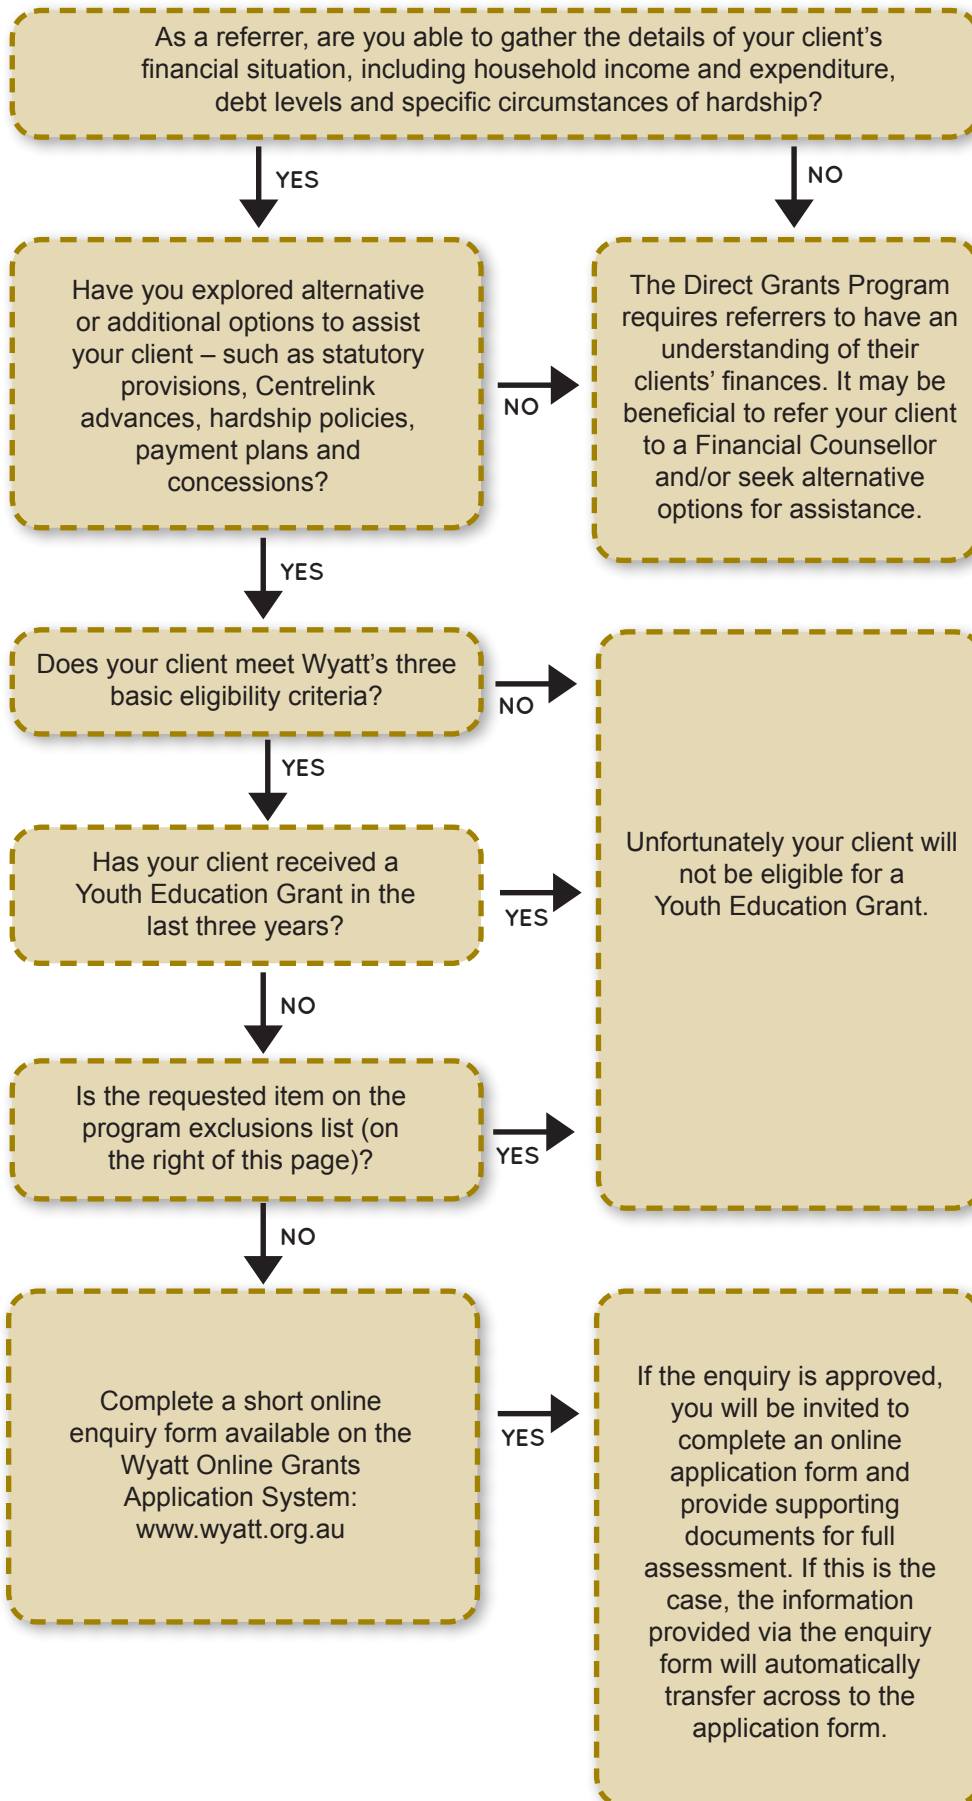 As a referrer, are you able to gather the details of your client’s
financial situation, including household income and expenditure,
debt levels and specific circumstances of hardship?
YES
NO
Have you explored alternative
or additional options to assist
your client – such as statutory
provisions, Centrelink
advances, hardship policies,
payment plans and
concessions?
NO
The Direct Grants Program
requires referrers to have an
understanding of their
clients’ finances. It may be
beneficial to refer your client
to a Financial Counsellor
and/or seek alternative
options for assistance.
YES
Does your client meet Wyatt’s three
basic eligibility criteria?
NO
YES
Has your client received a
Youth Education Grant in the
last three years?
YES
Unfortunately your client will
not be eligible for a
Youth Education Grant.
NO
Is the requested item on the
program exclusions list (on
the right of this page)?
YES
NO
Complete a short online
enquiry form available on the
Wyatt Online Grants
Application System:
www.wyatt.org.au
YES
If the enquiry is approved,
you will be invited to
complete an online
application form and
provide supporting
documents for full
assessment. If this is the
case, the information
provided via the enquiry
form will automatically
transfer across to the
application form.